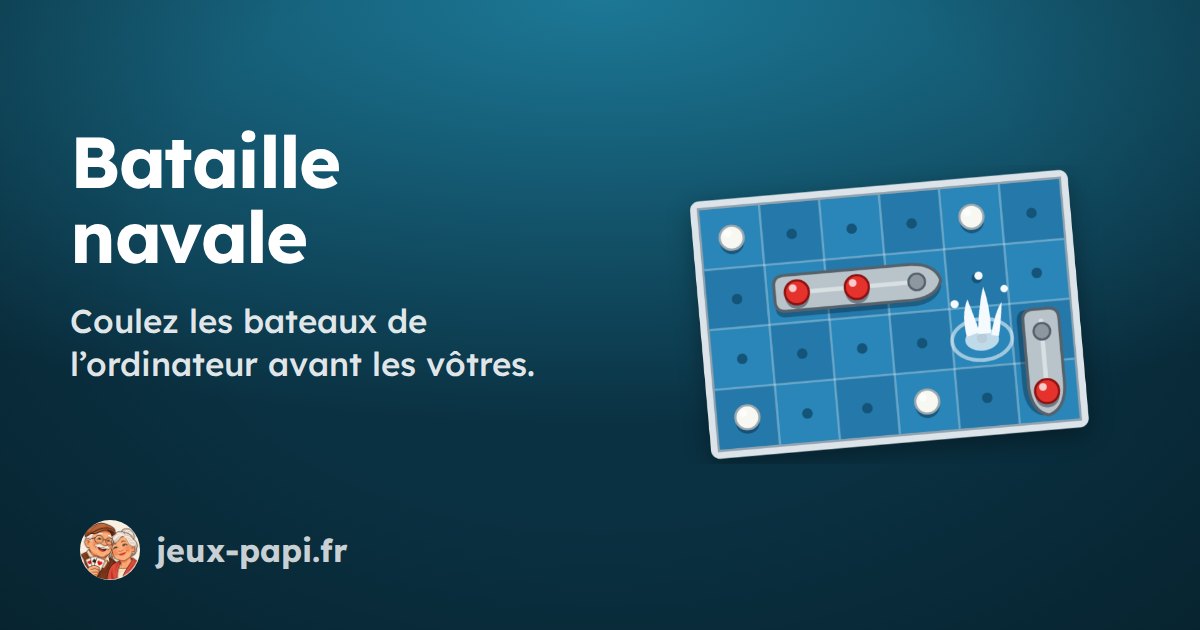 Bataille
navale
Coulez les bateaux de
l’ordinateur avant les vôtres.
jeux-papi.fr